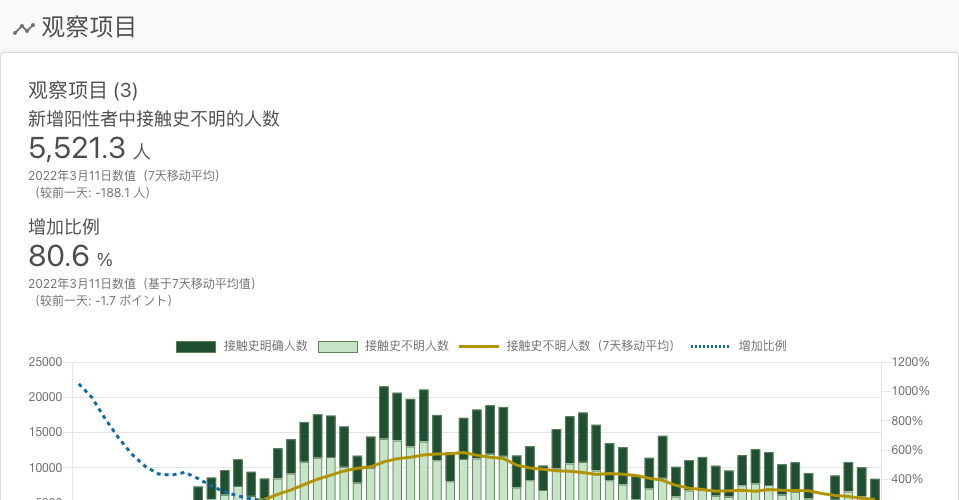 观察项目
观察项目 (3)
新增阳性者中接触史不明的人数
5,521.3 人
2022年3月11日数值（7天移动平均）
（较前一天: -188.1 人）
增加比例
80.6 %
2022年3月11日数值（基于7天移动平均值）
（较前一天: -1.7 ポイント）
接触史明确人数 接触史不明人数 接触史不明人数（7天移动平均） 增加比例
25000 1200%
20000 1000%
15000 800%
10000 600%
400%